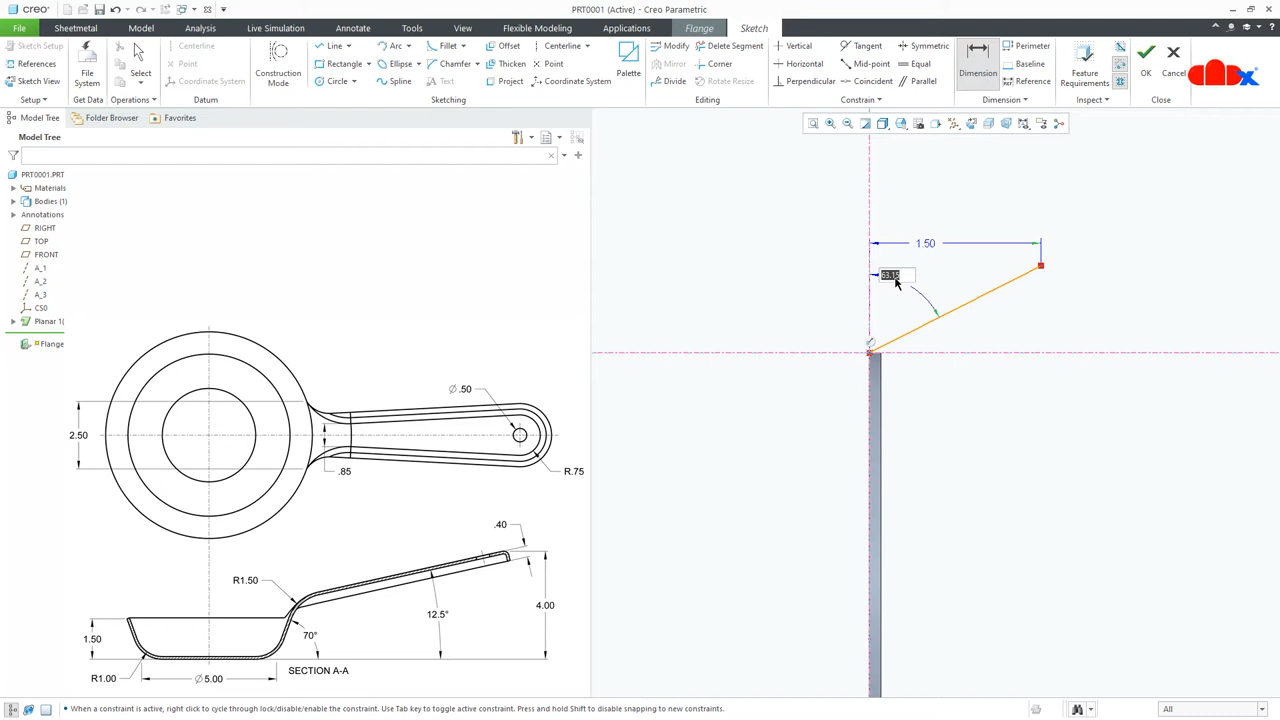 creo
PRT0001 (Active) - Creo Parametric
File
Sheetmetal
Model
Analysis
Live Simulation
Annotate
Tools
View
Flexible Modeling
Applications
Flange
Sketch
Sketch Setup
References
Sketch View
Setup
File System
Get Data
Select
Operations
Centerline
Point
Coordinate System
Datum
Construction Mode
Line
Rectangle
Circle
Arc
Ellipse
Spline
Fillet
Chamfer
Text
Offset
Thicken
Project
Centerline
Point
Coordinate System
Palette
Sketching
Modify
Mirror
Divide
Delete Segment
Corner
Rotate Resize
Editing
Vertical
Horizontal
Perpendicular
Tangent
Mid-point
Coincident
Symmetric
Equal
Parallel
Constrain
Dimension
Perimeter
Baseline
Reference
Dimension
Feature Requirements
Inspect
OK
Cancel
Close
Model Tree
Folder Browser
Favorites
Model Tree
PRT0001.PRT
Materials
Bodies (1)
Annotations
RIGHT
TOP
FRONT
A_1
A_2
A_3
CS0
Planar 1(
Flange
1.50
63.15
Ø .50
2.50
.85
R.75
.40
R1.50
4.00
12.5°
1.50
70°
SECTION A-A
R1.00
Ø 5.00
When a constraint is active, right click to cycle through lock/disable/enable the constraint. Use Tab key to toggle active constraint. Press and hold Shift to disable snapping to new constraints.
All